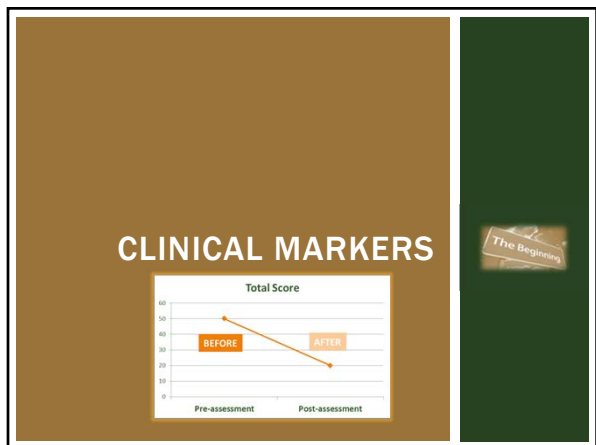 CLINICAL MARKERS
The Beginning
Total Score
60
50
40
30
20
10
0
BEFORE
AFTER
Pre-assessment Post-assessment